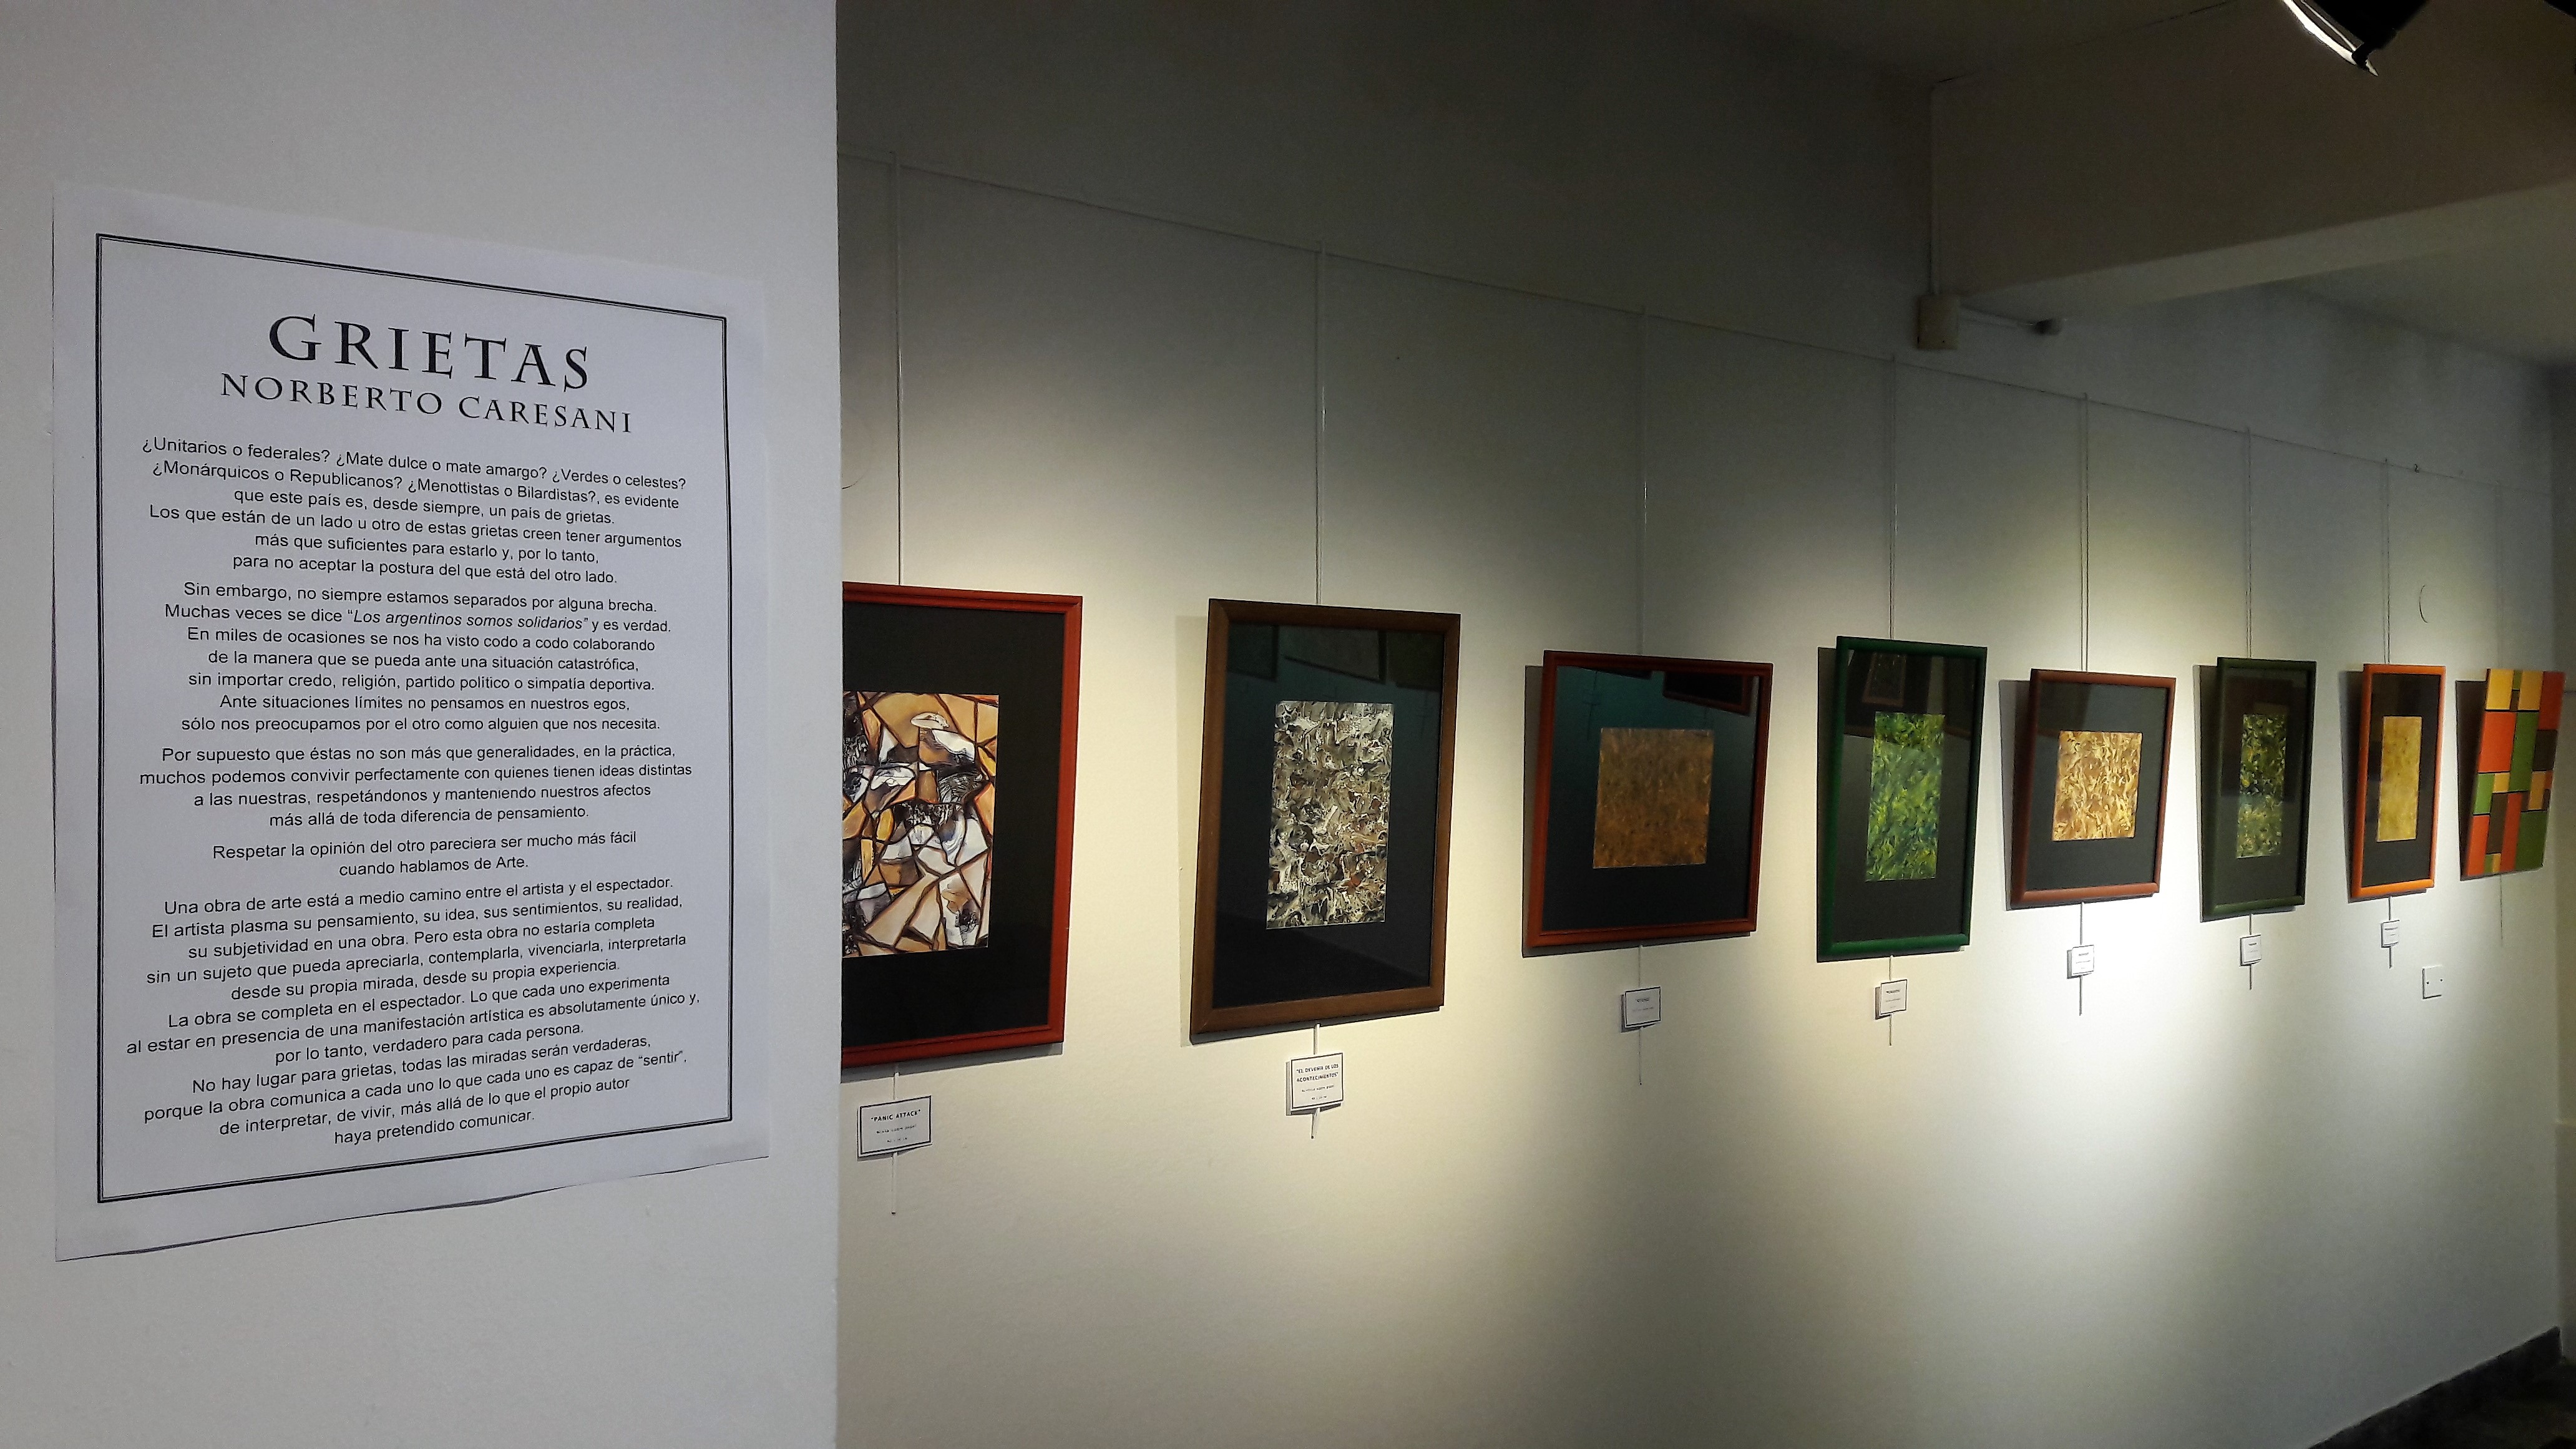 GRIETAS
NORBERTO CARESANI
¿Unitarios o federales? ¿Mate dulce o mate amargo? ¿Verdes o celestes?
¿Monárquicos o Republicanos? ¿Menottistas o Bilardistas?, es evidente
que este país es, desde siempre, un país de grietas.
Los que están de un lado u otro de estas grietas creen tener argumentos
más que suficientes para estarlo y, por lo tanto,
para no aceptar la postura del que está del otro lado.
Sin embargo, no siempre estamos separados por alguna brecha.
Muchas veces se dice “Los argentinos somos solidarios” y es verdad.
En miles de ocasiones se nos ha visto codo a codo colaborando
de la manera que se pueda ante una situación catastrófica,
sin importar credo, religión, partido político o simpatía deportiva.
Ante situaciones límites no pensamos en nuestros egos,
sólo nos preocupamos por el otro como alguien que nos necesita.
Por supuesto que éstas no son más que generalidades, en la práctica,
muchos podemos convivir perfectamente con quienes tienen ideas distintas
a las nuestras, respetándonos y manteniendo nuestros afectos
más allá de toda diferencia de pensamiento.
Respetar la opinión del otro pareciera ser mucho más fácil
cuando hablamos de Arte.
Una obra de arte está a medio camino entre el artista y el espectador.
El artista plasma su pensamiento, su idea, sus sentimientos, su realidad,
su subjetividad en una obra. Pero esta obra no estaría completa
sin un sujeto que pueda apreciarla, contemplarla, vivenciarla, interpretarla
desde su propia mirada, desde su propia experiencia.
La obra se completa en el espectador. Lo que cada uno experimenta
al estar en presencia de una manifestación artística es absolutamente único y,
por lo tanto, verdadero para cada persona.
No hay lugar para grietas, todas las miradas serán verdaderas,
porque la obra comunica a cada uno lo que cada uno es capaz de “sentir”,
de interpretar, de vivir, más allá de lo que el propio autor
haya pretendido comunicar.
"PANIC ATTACK"
"EL DEVENIR DE LOS
ACONTECIMIENTOS"